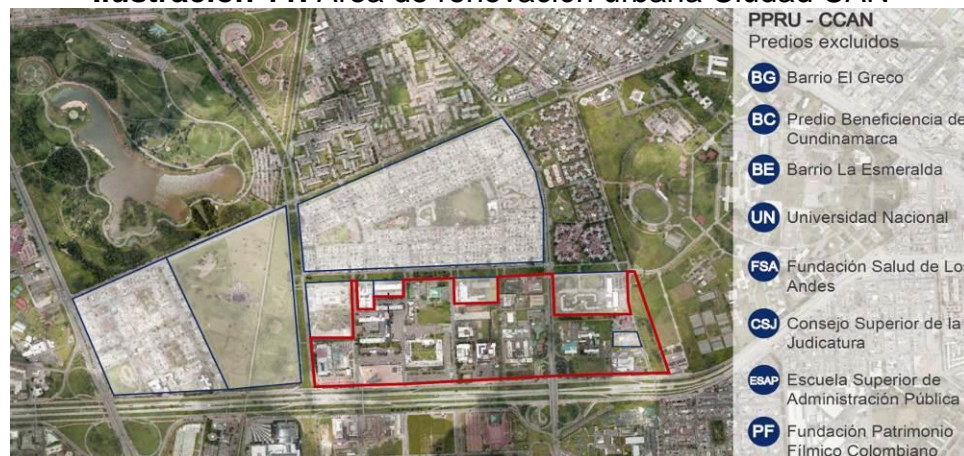 Ilustración 44. Área de renovación urbana Ciudad CAN
PPRU - CCAN
Predios excluidos
BG Barrio El Greco
BC Predio Beneficiencia de
Cundinamarca
BE Barrio La Esmeralda
UN Universidad Nacional
FSA Fundación Salud de Los
Andes
CSJ Consejo Superior de la
Judicatura
ESAP Escuela Superior de
Administración Pública
PF Fundación Patrimonio
Fílmico Colombiano